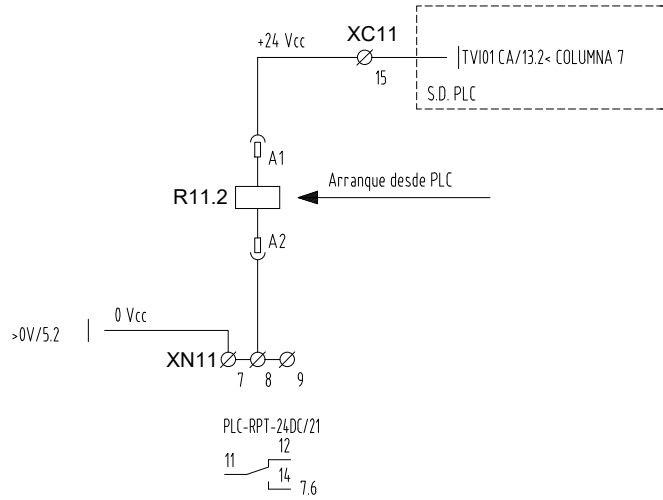 XC11
+24 Vcc
15
|TVI01 CA/13.2< COLUMNA 7
S.D. PLC
A1
R11.2
Arranque desde PLC
A2
0 Vcc
>0V/5.2
XN11
7 8 9
PLC-RPT-24DC/21
12
11
14
7.6